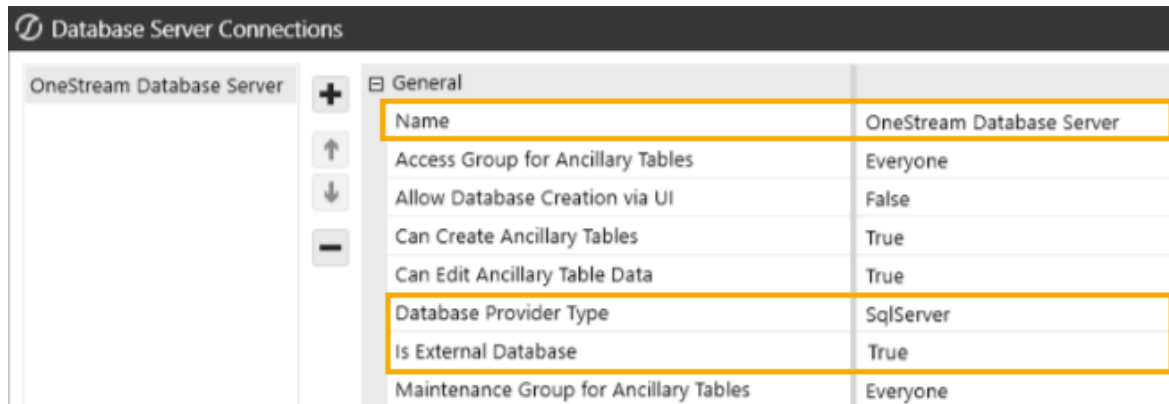 Database Server Connections
OneStream Database Server
General
Name OneStream Database Server
Access Group for Ancillary Tables Everyone
Allow Database Creation via UI False
Can Create Ancillary Tables True
Can Edit Ancillary Table Data True
Database Provider Type SqlServer
Is External Database True
Maintenance Group for Ancillary Tables Everyone